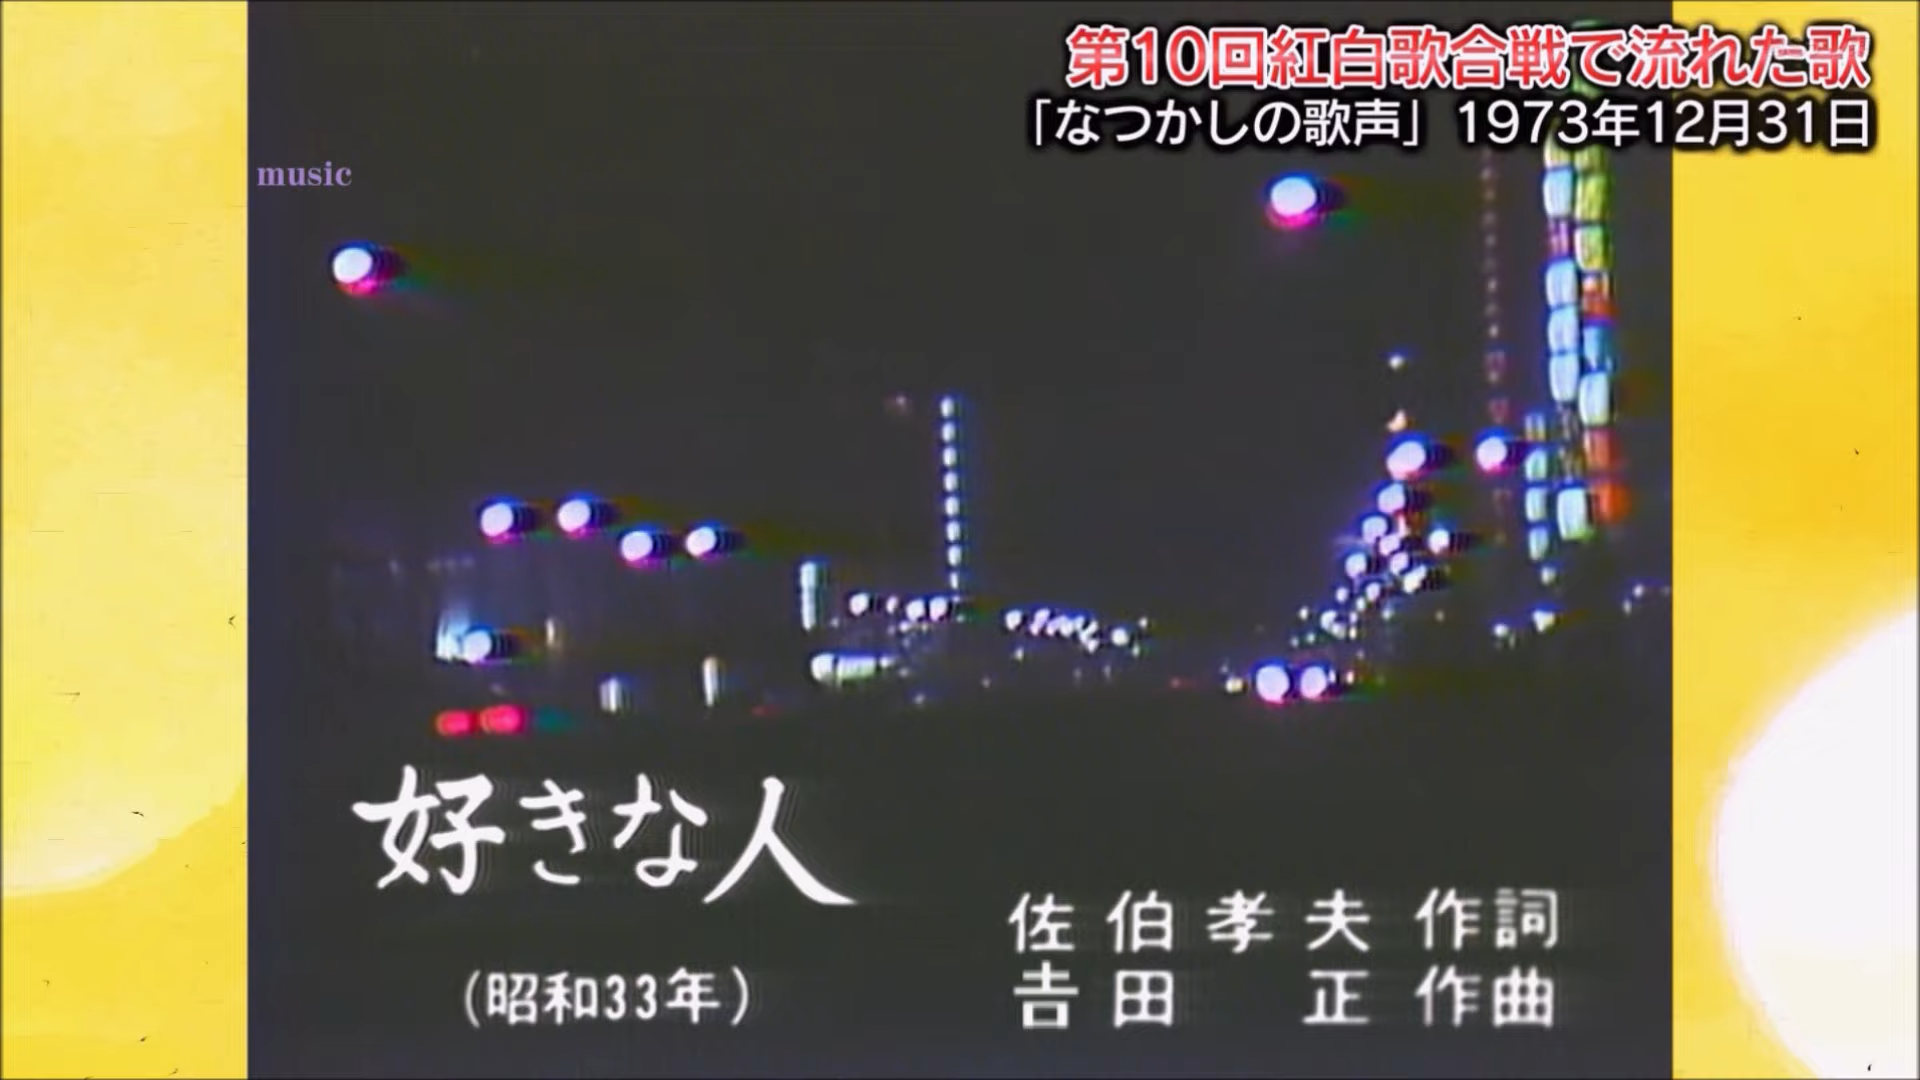 第10回紅白歌合戦で流れた歌
「なつかしの歌声」 1973年12月31日
music
好きな人
(昭和33年)
佐伯孝夫 作詞
𠮷田 正 作曲